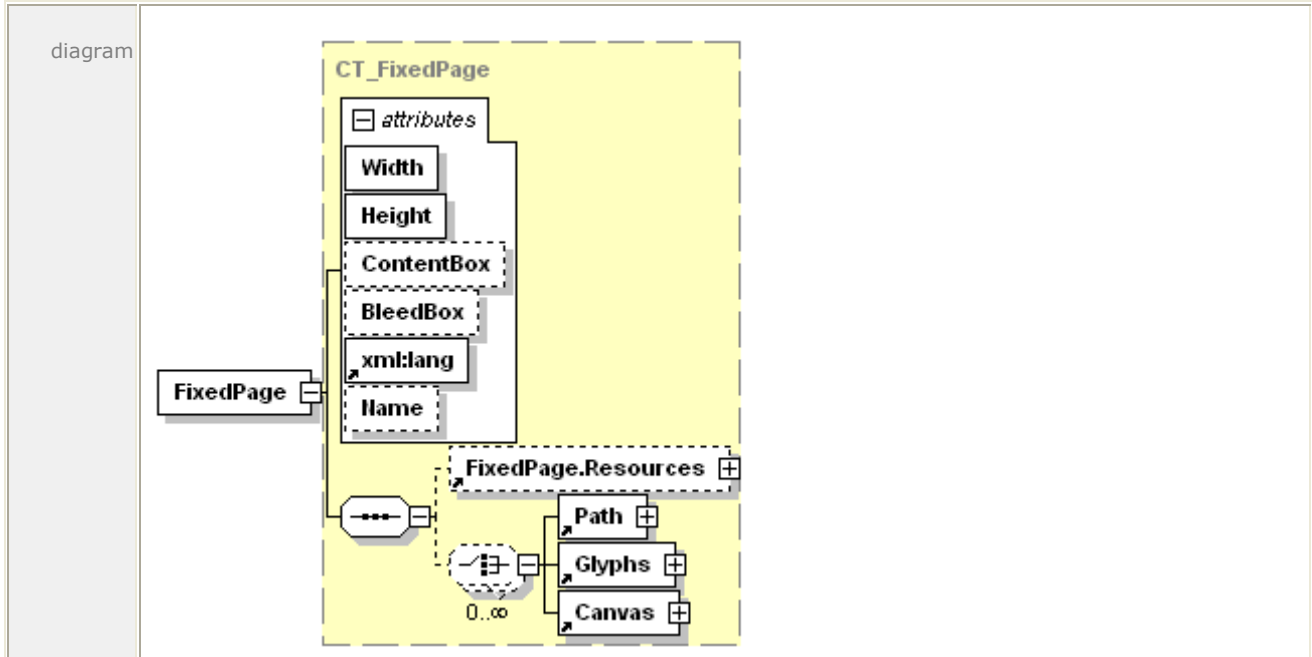 diagram
CT_FixedPage
attributes
Width
Height
ContentBox
BleedBox
xml:lang
FixedPage
Name
FixedPage.Resources
Path
Glyphs
0..∞
Canvas